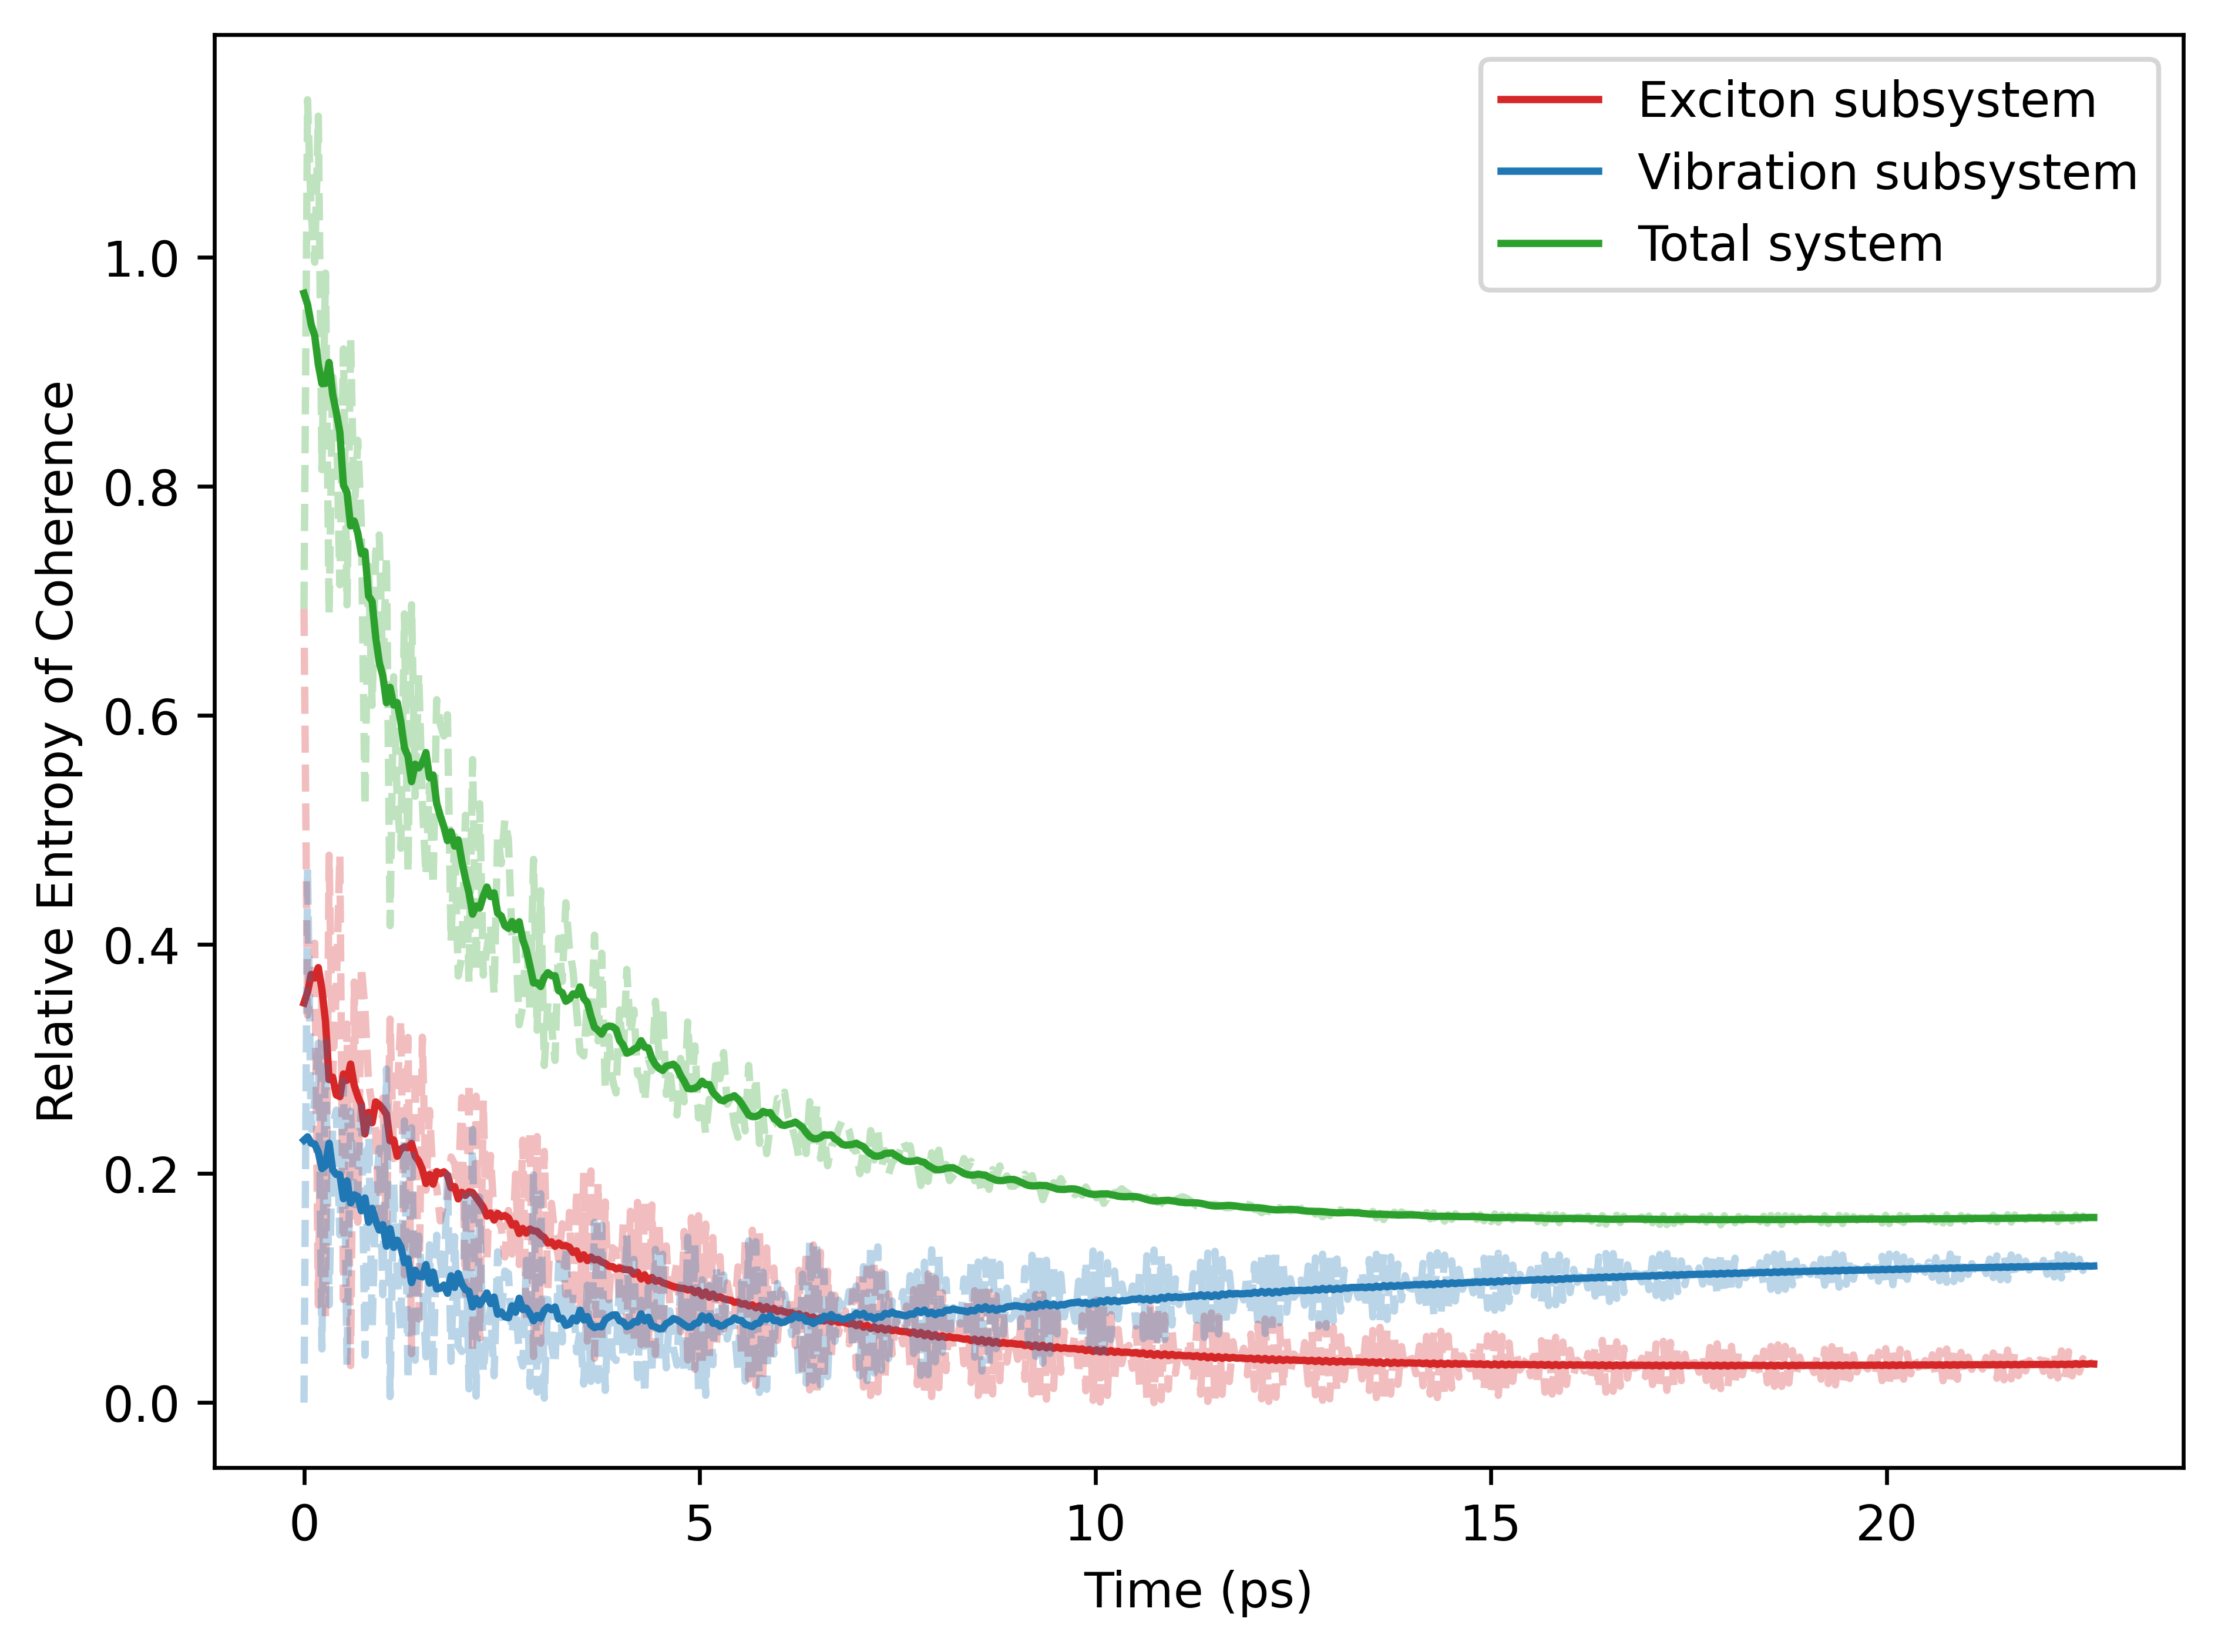 Exciton subsystem
Vibration subsystem
Total system
Relative Entropy of Coherence
1.0
0.8
0.6
0.4
0.2
0.0
0 5 10 15 20
Time (ps)